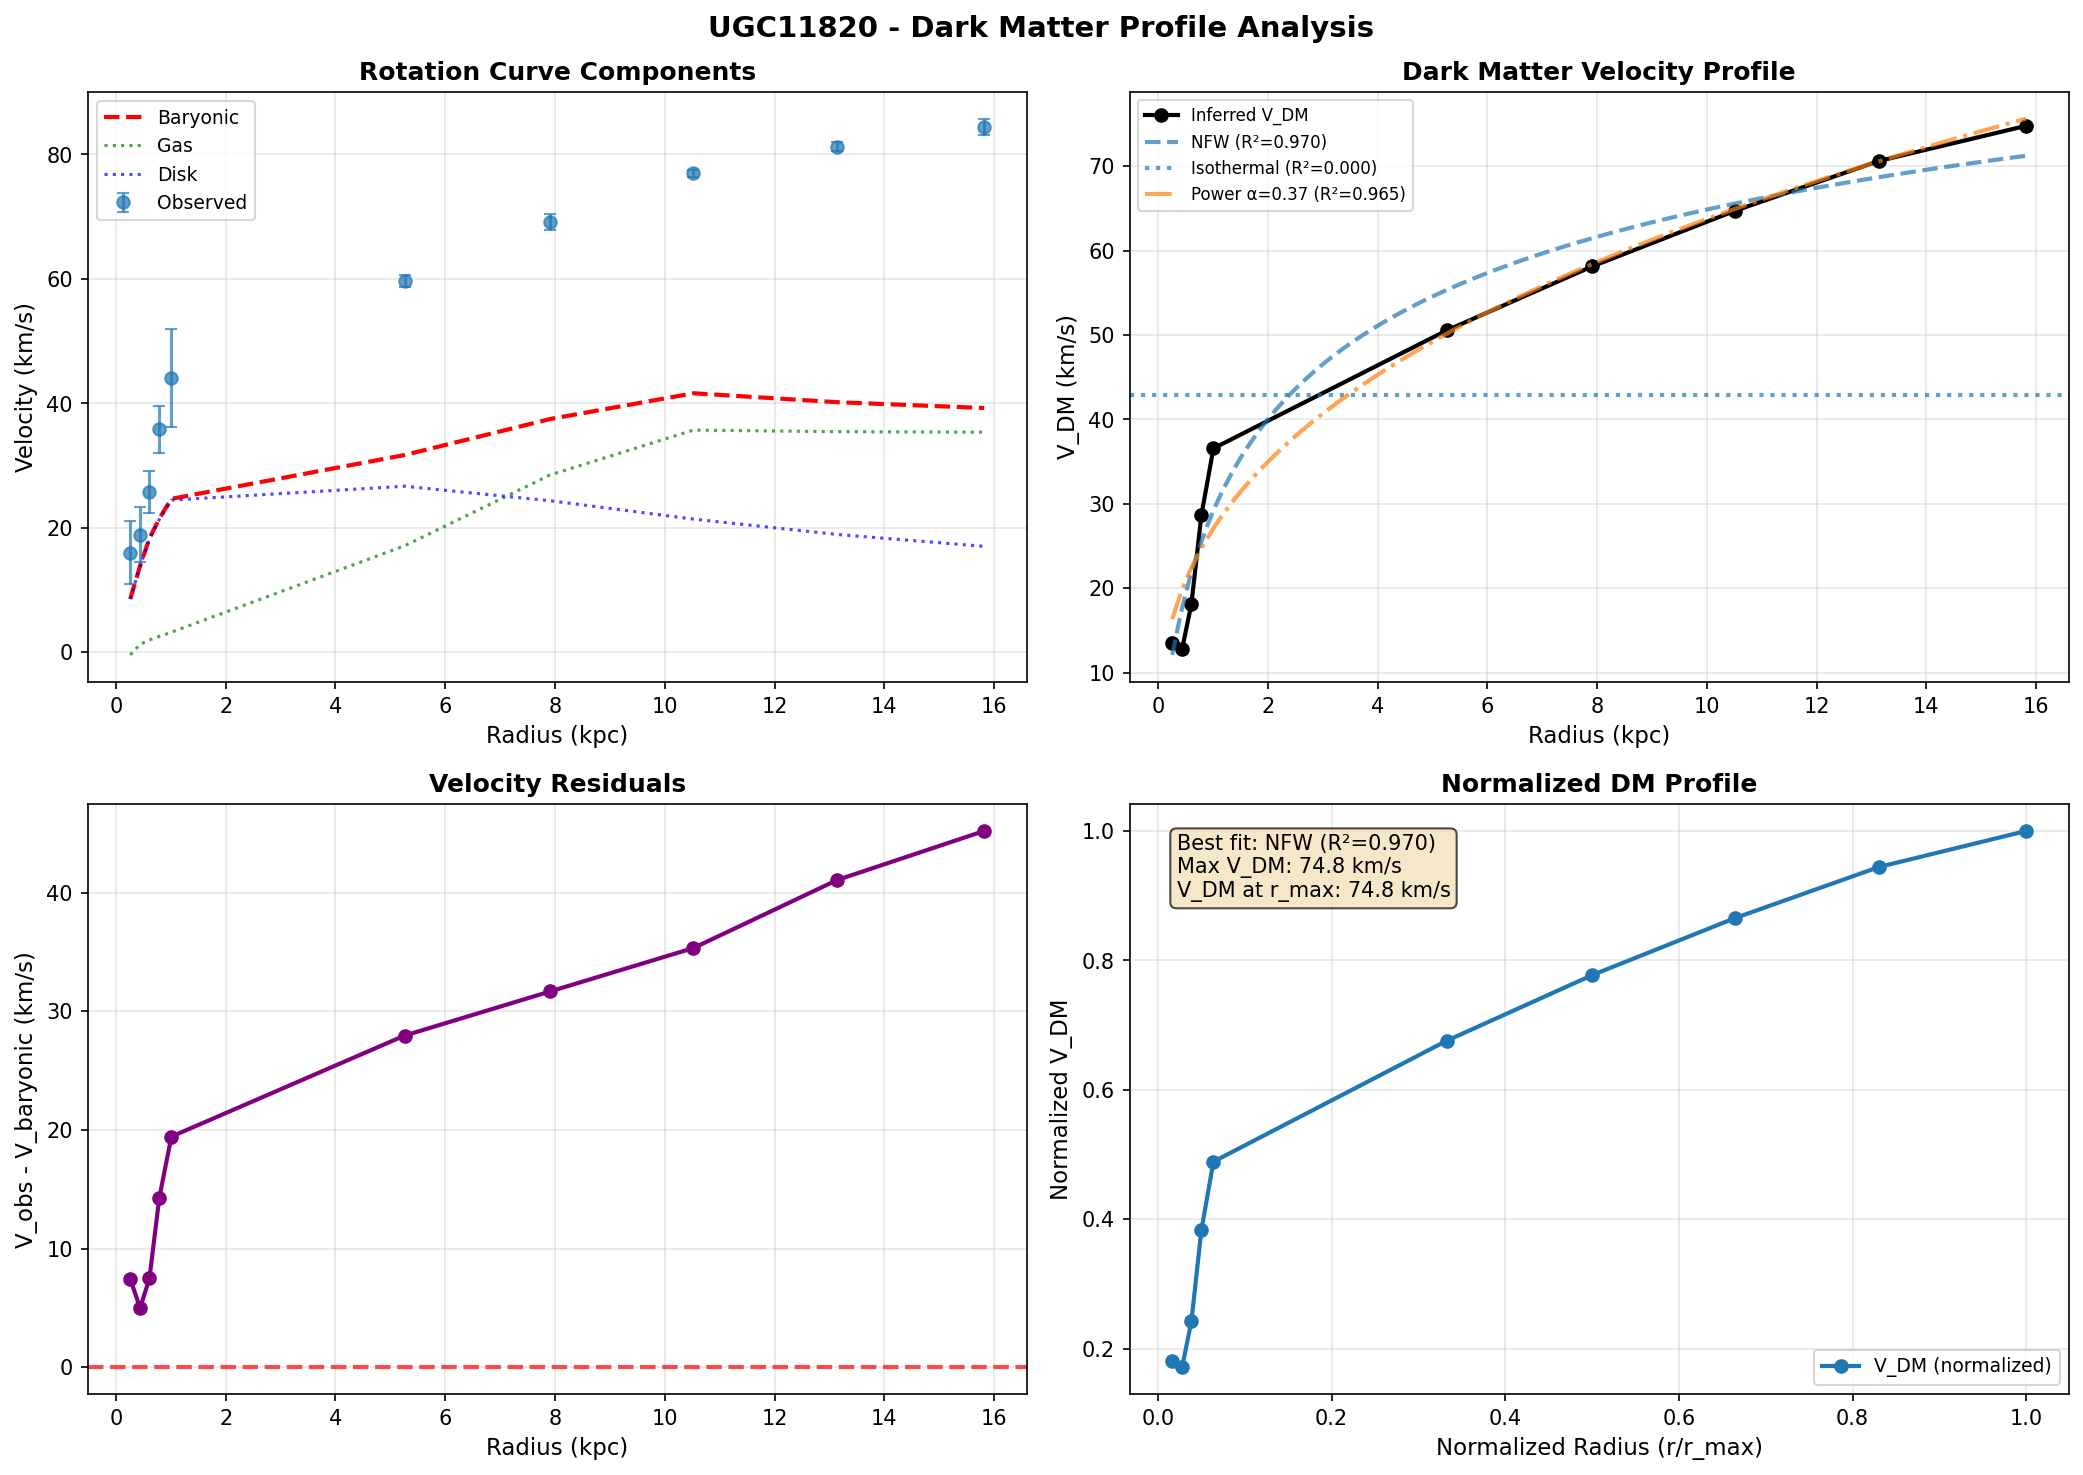 UGC11820 - Dark Matter Profile Analysis
Rotation Curve Components
Baryonic
Gas
Disk
Observed
Velocity (km/s)
80
60
40
20
0
0 2 4 6 8 10 12 14 16
Radius (kpc)
Dark Matter Velocity Profile
Inferred V_DM
NFW (R²=0.970)
Isothermal (R²=0.000)
Power α=0.37 (R²=0.965)
V_DM (km/s)
70
60
50
40
30
20
10
0 2 4 6 8 10 12 14 16
Radius (kpc)
Velocity Residuals
V_obs - V_baryonic (km/s)
40
30
20
10
0
0 2 4 6 8 10 12 14 16
Radius (kpc)
Normalized DM Profile
Best fit: NFW (R²=0.970)
Max V_DM: 74.8 km/s
V_DM at r_max: 74.8 km/s
Normalized V_DM
1.0
0.8
0.6
0.4
0.2
V_DM (normalized)
0.0 0.2 0.4 0.6 0.8 1.0
Normalized Radius (r/r_max)